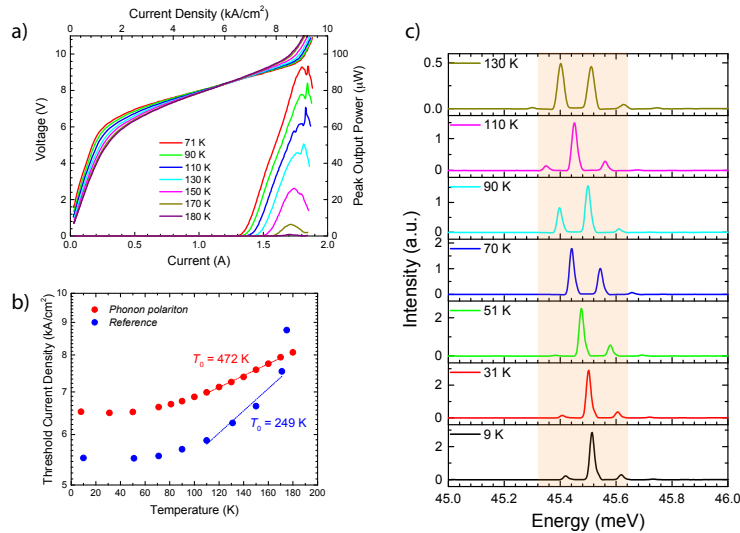 a)
Current Density (kA/cm²)
0 2 4 6 8 10
Voltage (V)
10
8
6
4
2
0
100
80
60
40
20
0
Peak Output Power (µW)
71 K
90 K
110 K
130 K
150 K
170 K
180 K
0.0 0.5 1.0 1.5 2.0
Current (A)
b)
Threshold Current Density (kA/cm²)
10
9
8
7
6
5
Phonon polariton
Reference
T₀ = 472 K
T₀ = 249 K
0 20 40 60 80 100 120 140 160 180 200
Temperature (K)
c)
Intensity (a.u.)
0.5
0.0
130 K
1
0
110 K
1
0
90 K
2
1
0
70 K
2
0
51 K
2
0
31 K
2
0
9 K
45.0 45.2 45.4 45.6 45.8 46.0
Energy (meV)